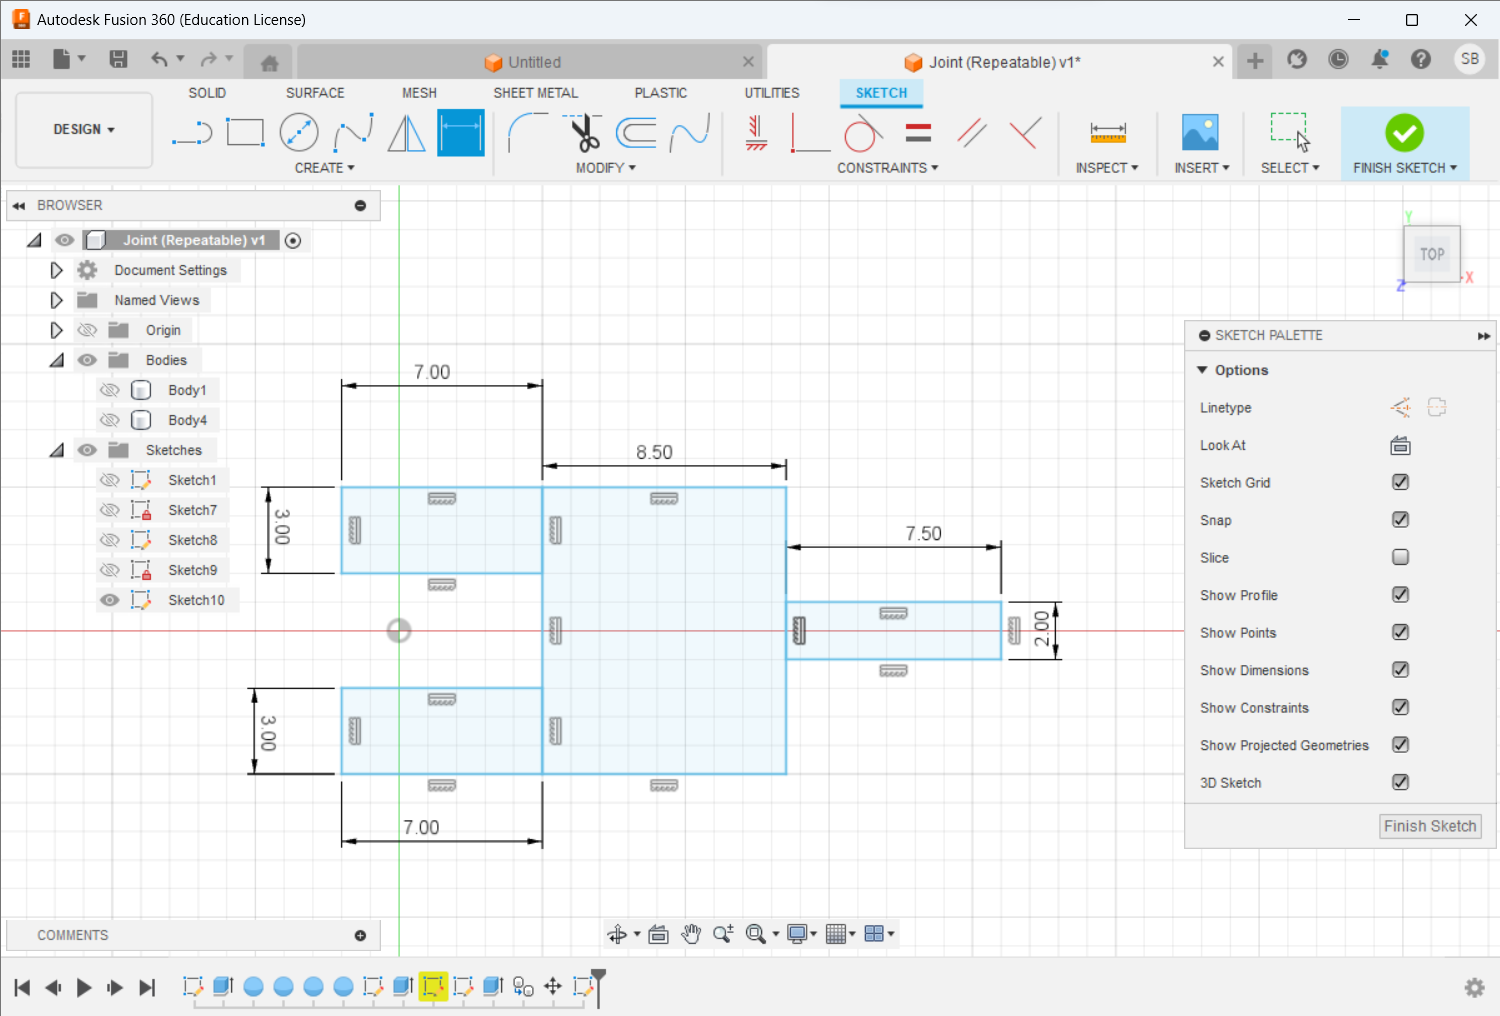 Autodesk Fusion 360 (Education License)
Untitled
Joint (Repeatable) v1*
SB
DESIGN
SOLID
SURFACE
MESH
SHEET METAL
PLASTIC
UTILITIES
SKETCH
CREATE
MODIFY
CONSTRAINTS
INSPECT
INSERT
SELECT
FINISH SKETCH
BROWSER
Joint (Repeatable) v1
Document Settings
Named Views
Origin
Bodies
Body1
Body4
Sketches
Sketch1
Sketch7
Sketch8
Sketch9
Sketch10
7.00
8.50
7.50
3.00
2.00
3.00
7.00
Y
TOP
X
Z
SKETCH PALETTE
Options
Linetype
Look At
Sketch Grid
Snap
Slice
Show Profile
Show Points
Show Dimensions
Show Constraints
Show Projected Geometries
3D Sketch
Finish Sketch
COMMENTS